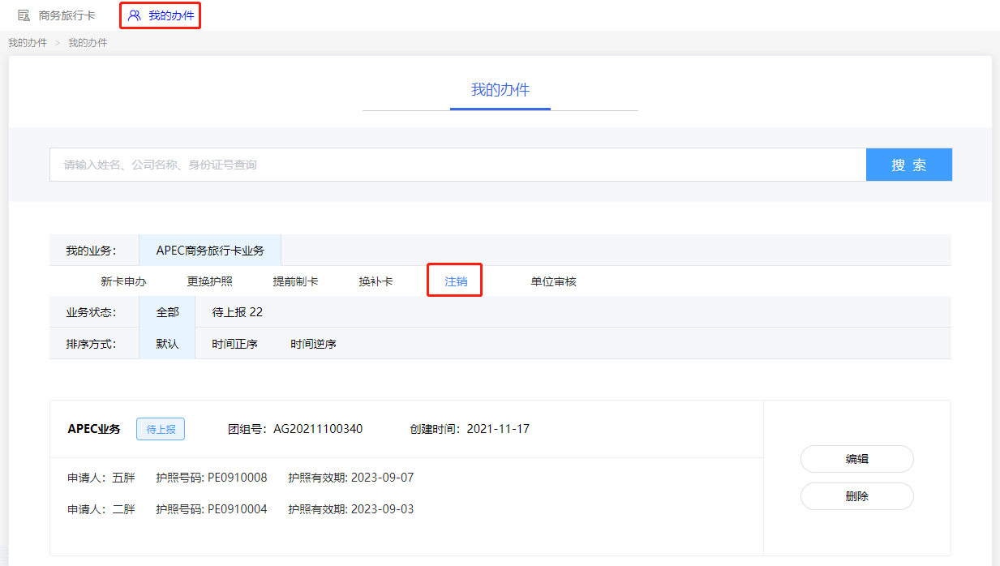 商务旅行卡 我的办件
我的办件 > 我的办件
我的办件
请输入姓名、公司名称、身份证号查询 搜 索
我的业务： APEC商务旅行卡业务
新卡申办 更换护照 提前制卡 换补卡 注销 单位审核
业务状态： 全部 待上报 22
排序方式： 默认 时间正序 时间逆序
APEC业务 待上报 团组号：AG20211100340 创建时间：2021-11-17
申请人：五胖 护照号码: PE0910008 护照有效期: 2023-09-07
申请人：二胖 护照号码: PE0910004 护照有效期: 2023-09-03
编辑
删除